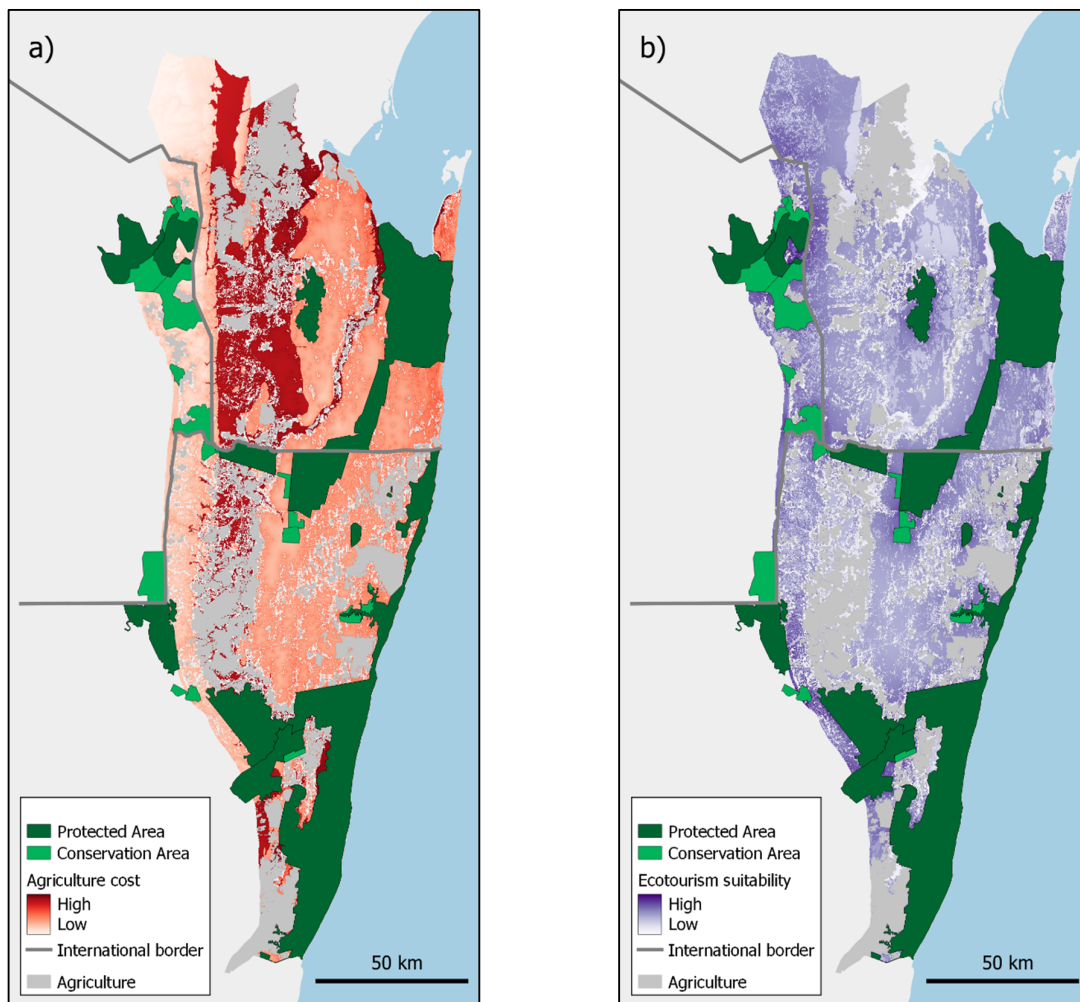 a)
Protected Area
Conservation Area
Agriculture cost
High
Low
International border
Agriculture
50 km
b)
Protected Area
Conservation Area
Ecotourism suitability
High
Low
International border
Agriculture
50 km